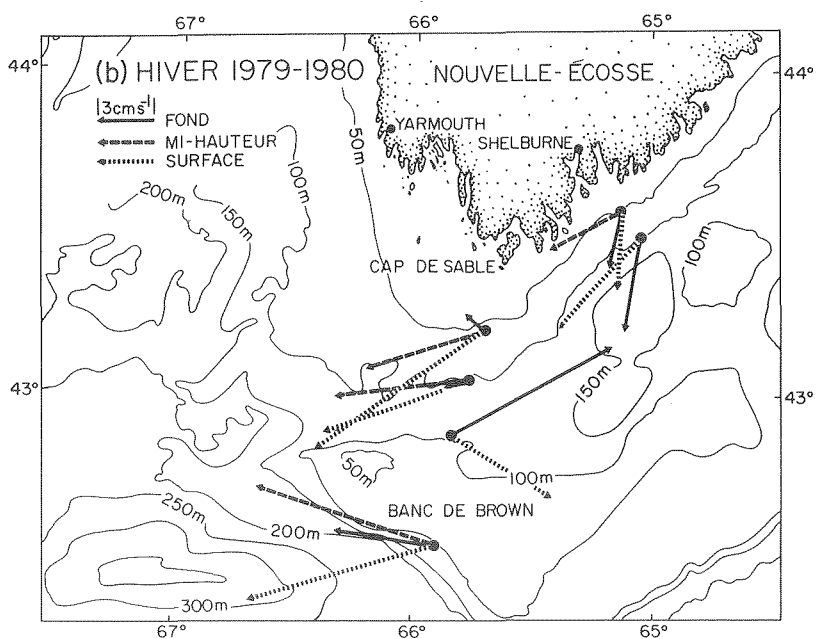 67° 66° 65°
44° 44°
(b) HIVER 1979-1980
NOUVELLE-ÉCOSSE
|3cms⁻¹|
FOND
MI-HAUTEUR
SURFACE
YARMOUTH
SHELBURNE
50m
100m
200m
150m
100m
CAP DE SABLE
43° 43°
150m
50m
100m
BANC DE BROWN
250m
200m
300m
67° 66° 65°